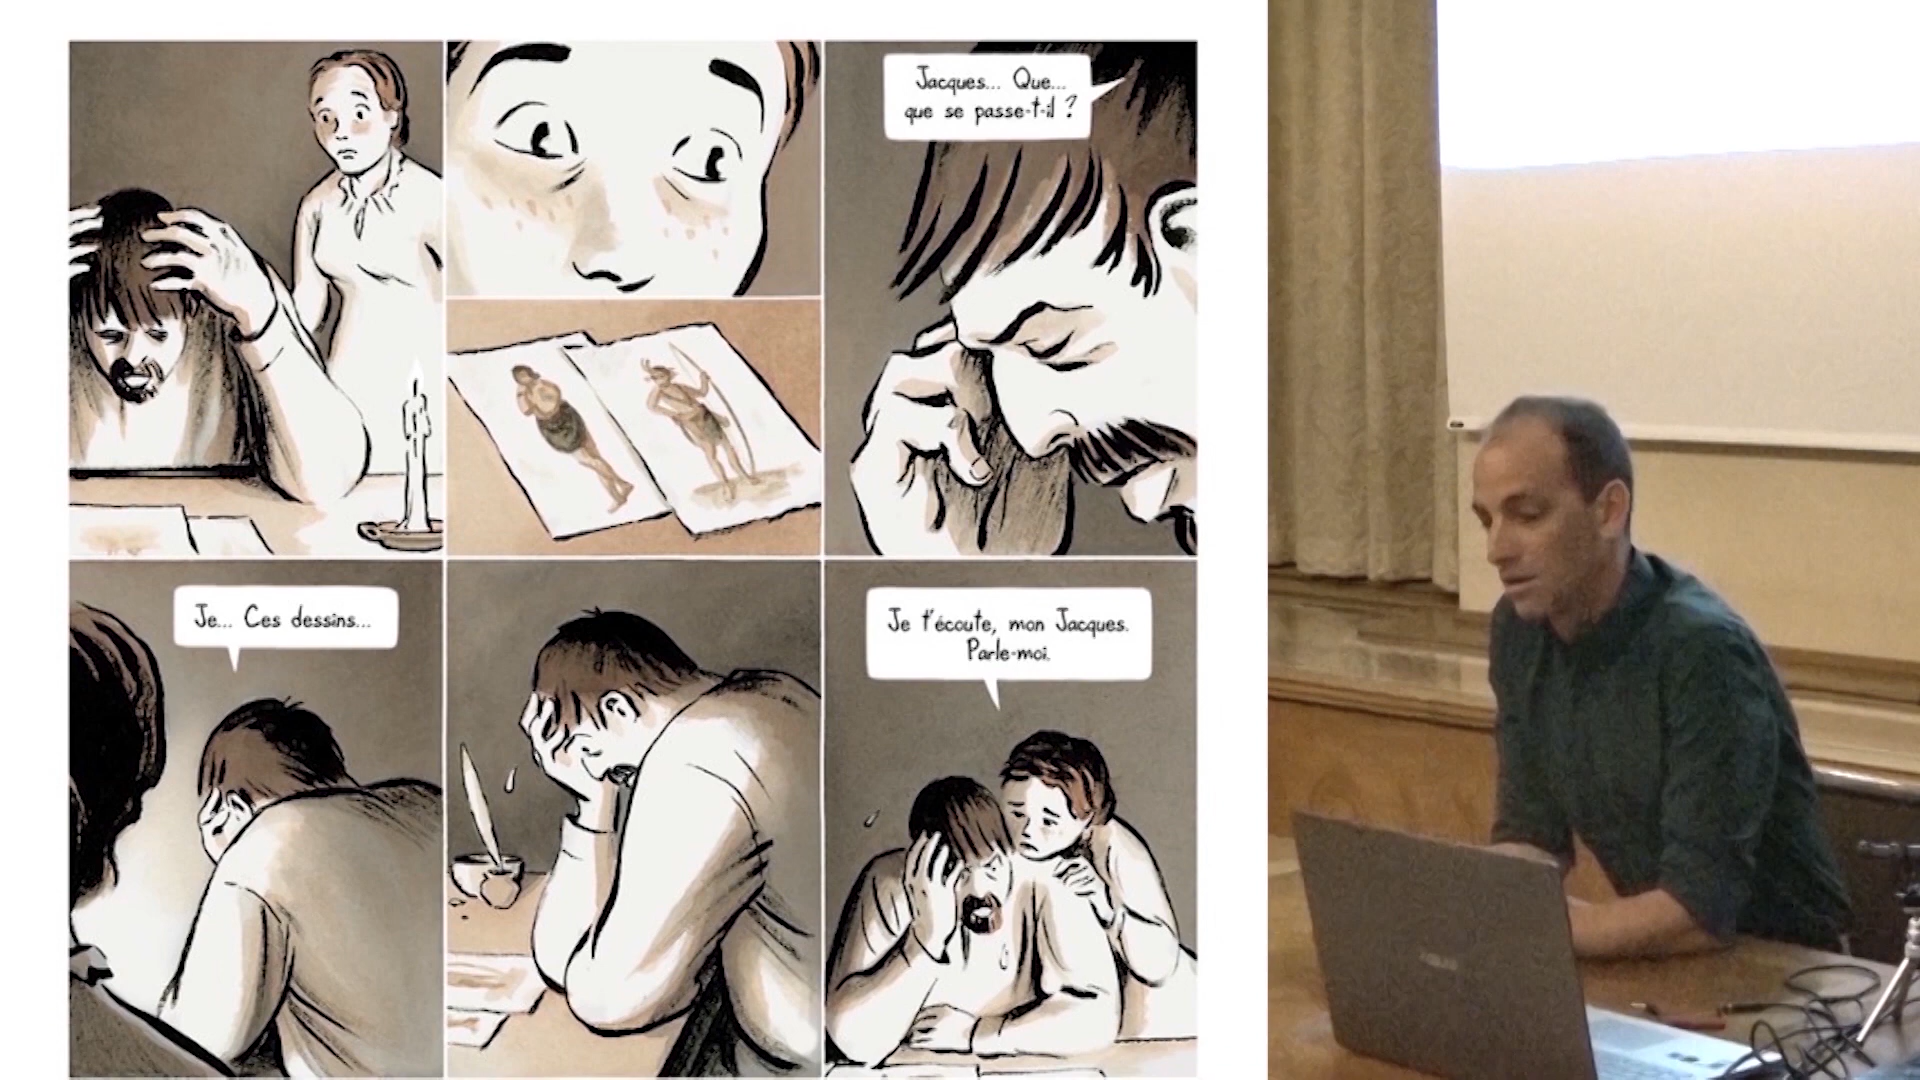 Jacques... Que...
que se passe-t-il ?
Je... Ces dessins...
Je t'écoute, mon Jacques.
Parle-moi.